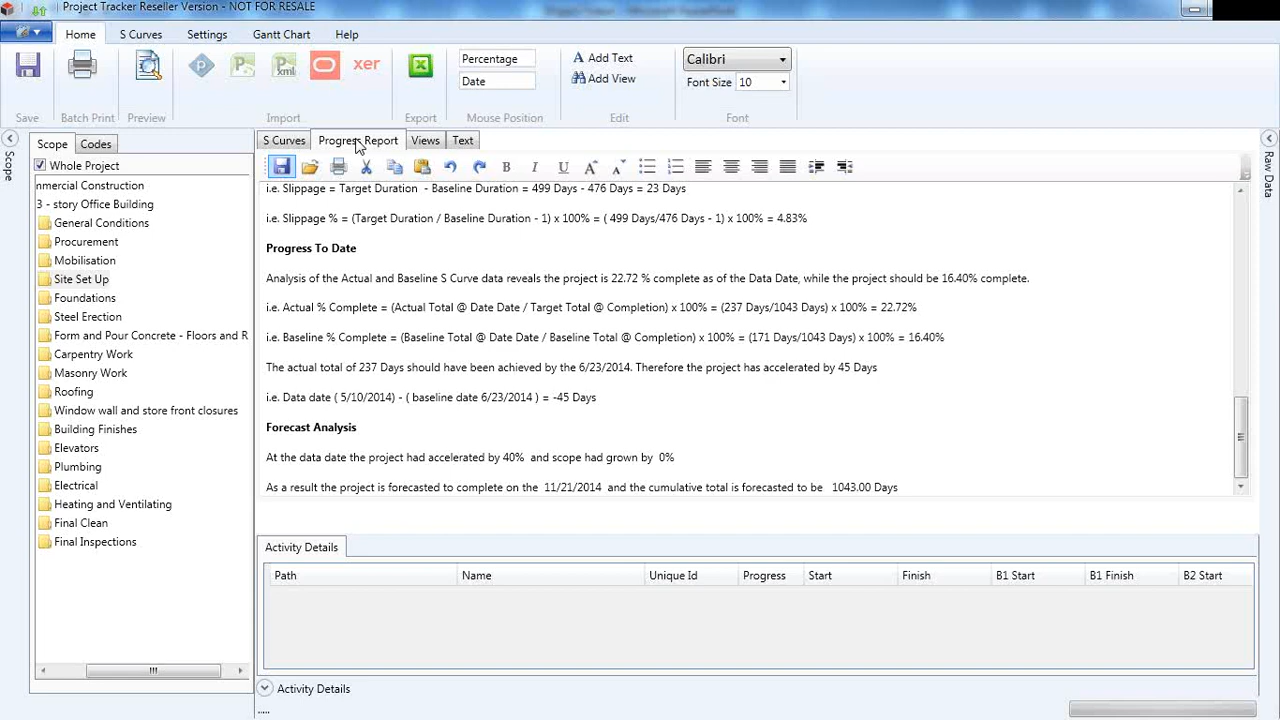 Project Tracker Reseller Version - NOT FOR RESALE
Home S Curves Settings Gantt Chart Help
Percentage
Date
Add Text
Add View
Calibri
Font Size 10
xer
Save Batch Print Preview Import Export Mouse Position Edit Font
Scope
Scope Codes
Whole Project
nmercial Construction
3 - story Office Building
General Conditions
Procurement
Mobilisation
Site Set Up
Foundations
Steel Erection
Form and Pour Concrete - Floors and R
Carpentry Work
Masonry Work
Roofing
Window wall and store front closures
Building Finishes
Elevators
Plumbing
Electrical
Heating and Ventilating
Final Clean
Final Inspections
S Curves Progress Report Views Text
B I U A A
i.e. Slippage = Target Duration - Baseline Duration = 499 Days - 476 Days = 23 Days
i.e. Slippage % = (Target Duration / Baseline Duration - 1) x 100% = ( 499 Days/476 Days - 1) x 100% = 4.83%
Progress To Date
Analysis of the Actual and Baseline S Curve data reveals the project is 22.72 % complete as of the Data Date, while the project should be 16.40% complete.
i.e. Actual % Complete = (Actual Total @ Date Date / Target Total @ Completion) x 100% = (237 Days/1043 Days) x 100% = 22.72%
i.e. Baseline % Complete = (Baseline Total @ Date Date / Baseline Total @ Completion) x 100% = (171 Days/1043 Days) x 100% = 16.40%
The actual total of 237 Days should have been achieved by the 6/23/2014. Therefore the project has accelerated by 45 Days
i.e. Data date ( 5/10/2014) - ( baseline date 6/23/2014 ) = -45 Days
Forecast Analysis
At the data date the project had accelerated by 40% and scope had grown by 0%
As a result the project is forecasted to complete on the 11/21/2014 and the cumulative total is forecasted to be 1043.00 Days
Activity Details
Path Name Unique Id Progress Start Finish B1 Start B1 Finish B2 Start
Activity Details
.....
Raw Data